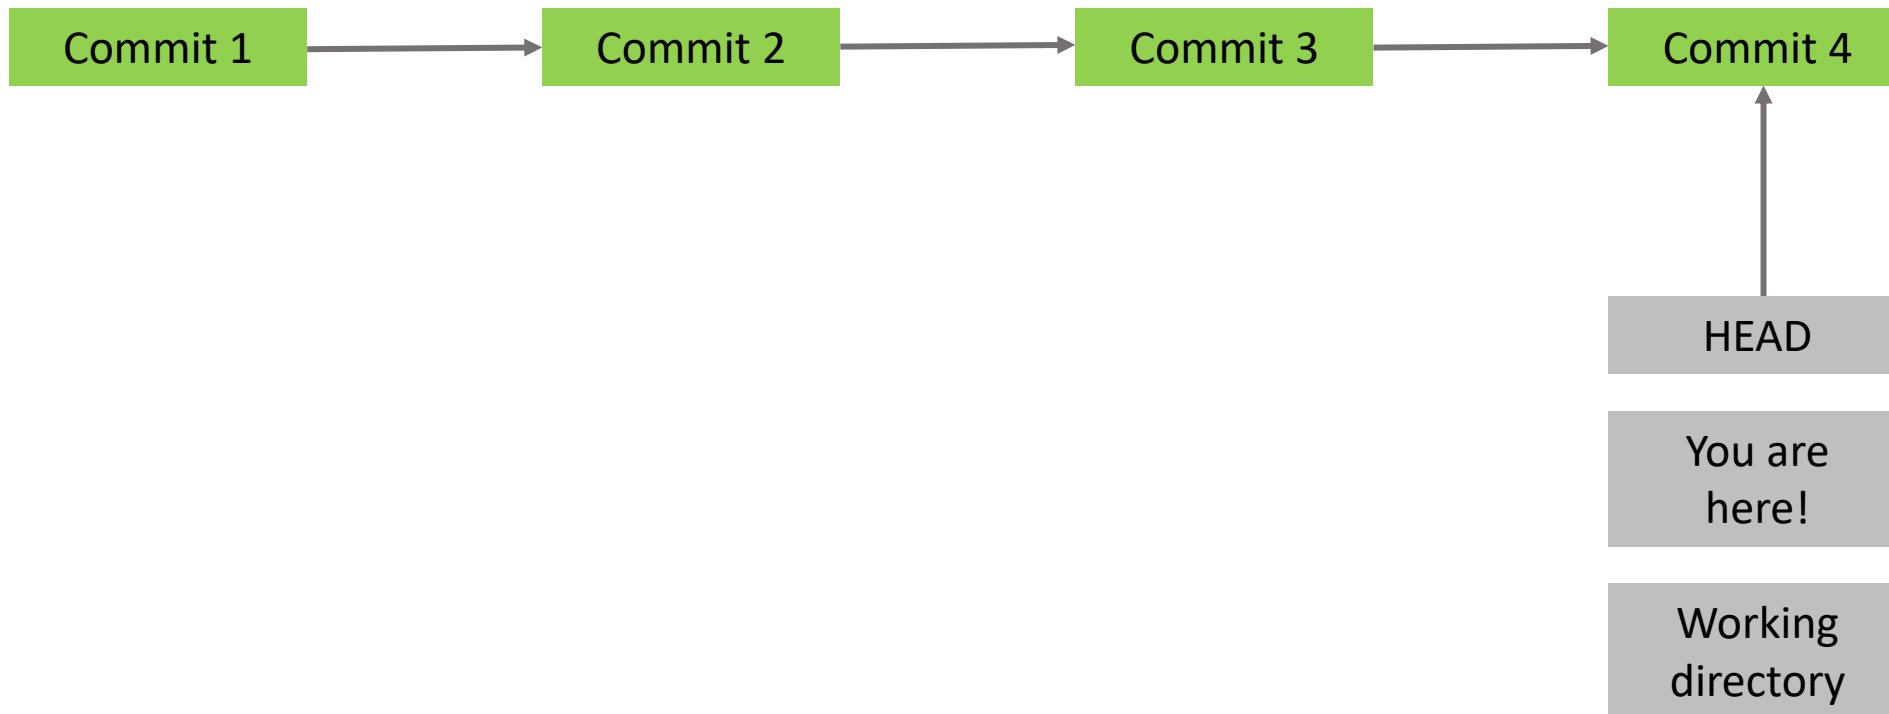 Commit 1
Commit 2
Commit 3
Commit 4
HEAD
You are
here!
Working
directory